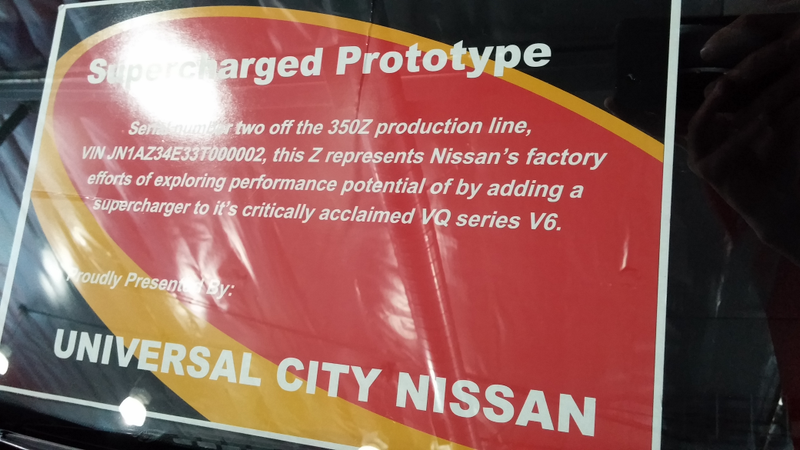 Supercharged Prototype
Serial number two off the 350Z production line,
VIN JN1AZ34E33T000002, this Z represents Nissan's factory
efforts of exploring performance potential of by adding a
supercharger to it's critically acclaimed VQ series V6.
Proudly Presented By:
UNIVERSAL CITY NISSAN